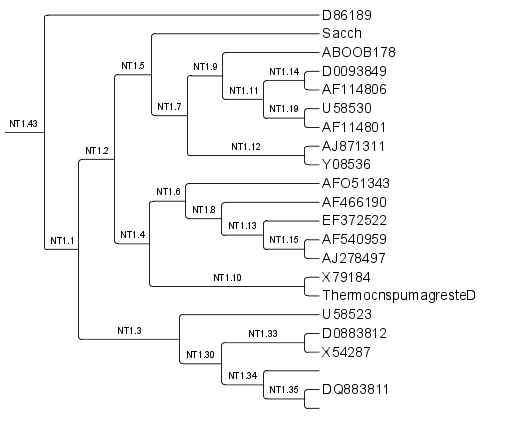 D86189
Sacch
NT1.5
ABOOB178
NT1.9
D0093849
NT1.14
AF114806
NT1.11
U58530
NT1.19
NT1.7
AF114801
NT1.43
AJ871311
NT1.12
NT1.2
Y08536
AFO51343
NT1.6
AF466190
NT1.8
EF372522
NT1.13
NT1.4
AF540959
NT1.15
NT1.1
AJ278497
X79184
NT1.10
ThermocnspumagresteD
U58523
NT1.3
D0883812
NT1.33
X54287
NT1.30
NT1.34
DQ883811
NT1.35